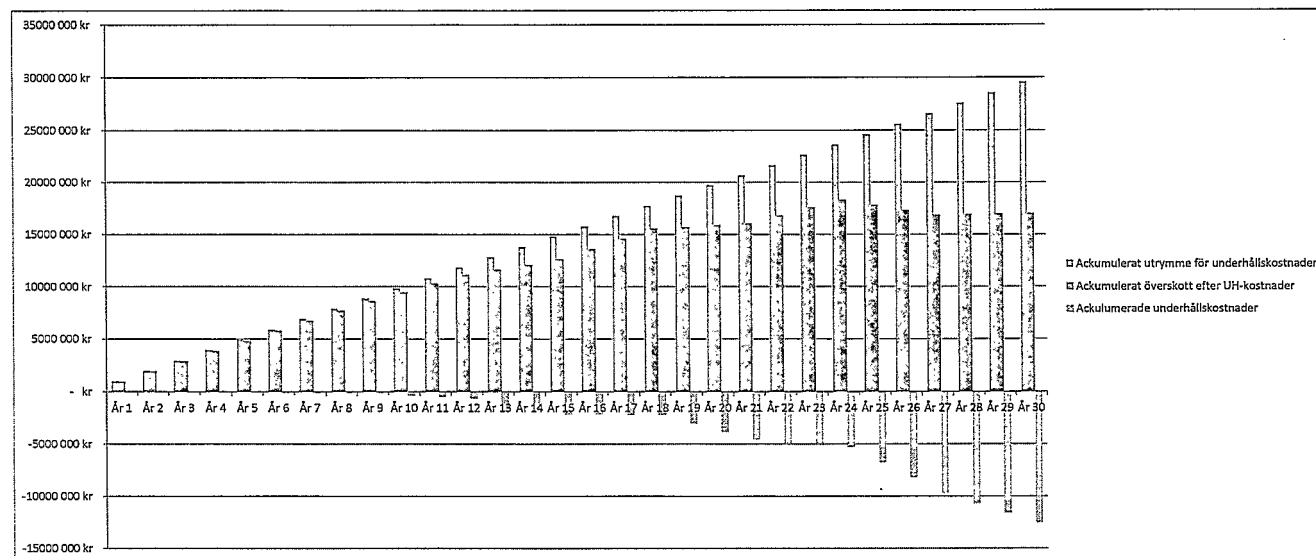 35000 000 kr
30000 000 kr
25000 000 kr
20000 000 kr
15000 000 kr
10000 000 kr
5000 000 kr
- kr
År 1 År 2 År 3 År 4 År 5 År 6 År 7 År 8 År 9 År 10 År 11 År 12 År 13 År 14 År 15 År 16 År 17 År 18 År 19 År 20 År 21 År 22 År 23 År 24 År 25 År 26 År 27 År 28 År 29 År 30
-5000 000 kr
-10000 000 kr
-15000 000 kr
Ackumulerat utrymme för underhållskostnader
Ackumulerat överskott efter UH-kostnader
Ackulumerade underhållskostnader